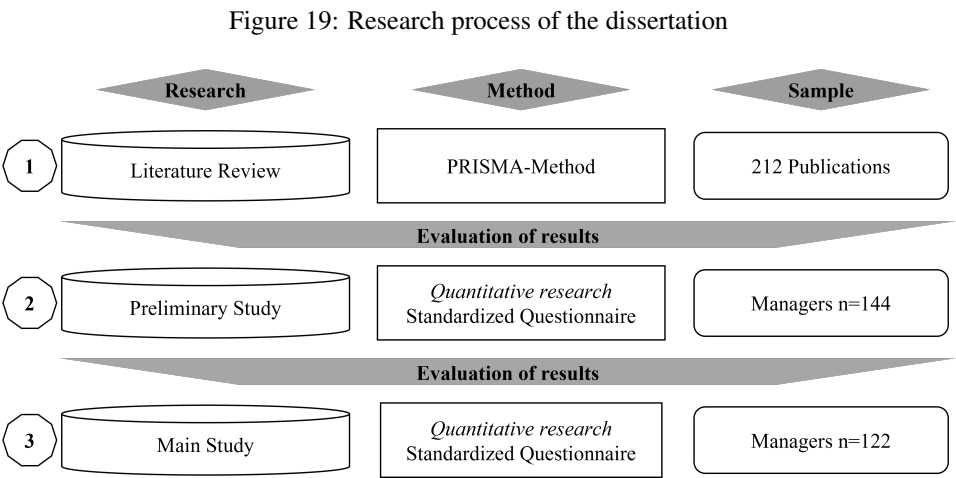 Figure 19: Research process of the dissertation
Research
Method
Sample
1
Literature Review
PRISMA-Method
212 Publications
Evaluation of results
2
Preliminary Study
Quantitative research
Standardized Questionnaire
Managers n=144
Evaluation of results
3
Main Study
Quantitative research
Standardized Questionnaire
Managers n=122